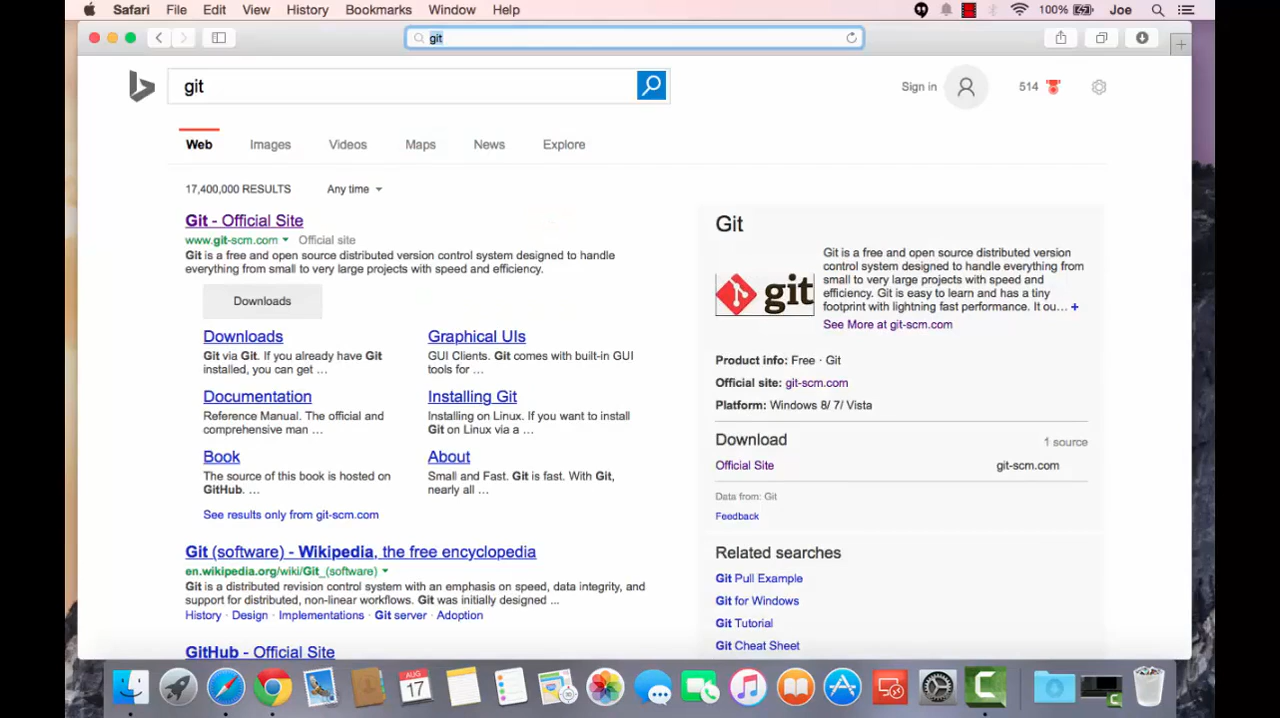 Safari File Edit View History Bookmarks Window Help 100% Joe
git
git
Sign in 514
Web Images Videos Maps News Explore
17,400,000 RESULTS Any time
Git - Official Site
www.git-scm.com Official site
Git is a free and open source distributed version control system designed to handle
everything from small to very large projects with speed and efficiency.
Downloads
Downloads
Git via Git. If you already have Git
installed, you can get ...
Graphical UIs
GUI Clients. Git comes with built-in GUI
tools for ...
Documentation
Reference Manual. The official and
comprehensive man ...
Installing Git
Installing on Linux. If you want to install
Git on Linux via a ...
Book
The source of this book is hosted on
GitHub. ...
About
Small and Fast. Git is fast. With Git,
nearly all ...
See results only from git-scm.com
Git (software) - Wikipedia, the free encyclopedia
en.wikipedia.org/wiki/Git_(software)
Git is a distributed revision control system with an emphasis on speed, data integrity, and
support for distributed, non-linear workflows. Git was initially designed ...
History · Design · Implementations · Git server · Adoption
GitHub - Official Site
Git
git
Git is a free and open source distributed version
control system designed to handle everything from
small to very large projects with speed and
efficiency. Git is easy to learn and has a tiny
footprint with lightning fast performance. It ou... +
See More at git-scm.com
Product info: Free · Git
Official site: git-scm.com
Platform: Windows 8/ 7/ Vista
Download 1 source
Official Site git-scm.com
Data from: Git
Feedback
Related searches
Git Pull Example
Git for Windows
Git Tutorial
Git Cheat Sheet
AUG
17